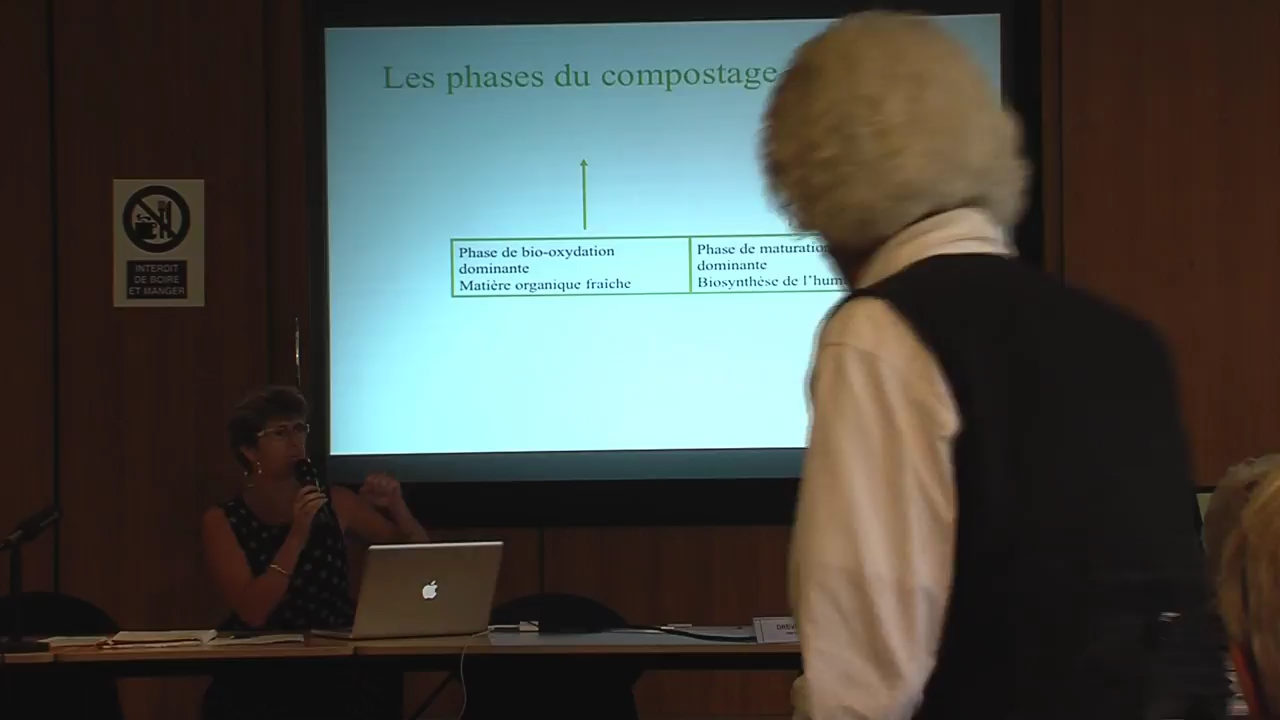 Les phases du compostage
Phase de bio-oxydation
dominante
Matière organique fraiche
Phase de maturation
dominante
Biosynthèse de l'hum
INTERDIT
DE BOIRE
ET MANGER